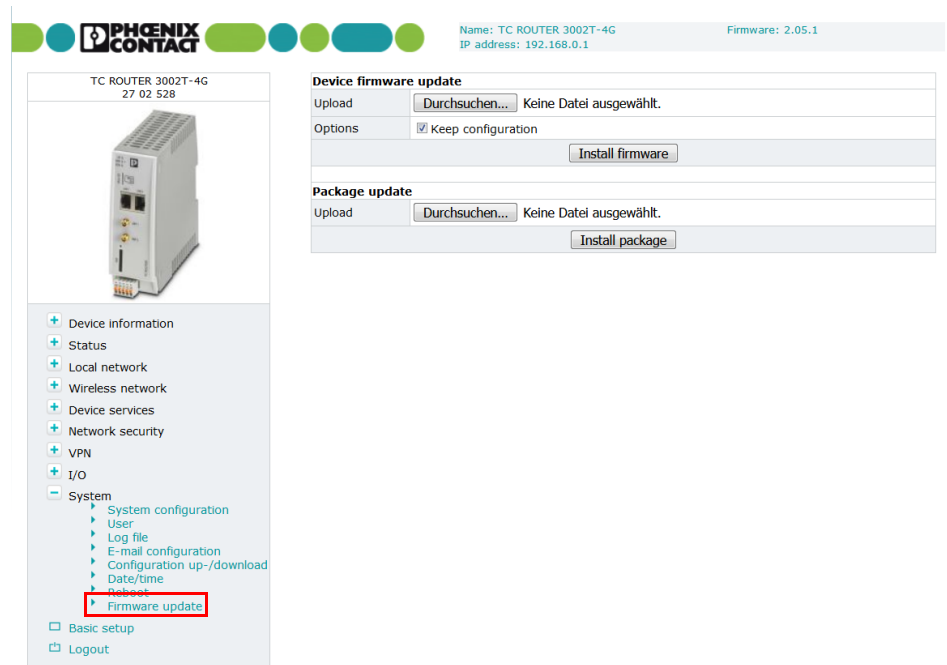 PHŒNIX
CONTACT
Name: TC ROUTER 3002T-4G
IP address: 192.168.0.1
Firmware: 2.05.1
TC ROUTER 3002T-4G
27 02 528
Device information
Status
Local network
Wireless network
Device services
Network security
VPN
I/O
System
System configuration
User
Log file
E-mail configuration
Configuration up-/download
Date/time
Reboot
Firmware update
Basic setup
Logout
Device firmware update
Upload Durchsuchen... Keine Datei ausgewählt.
Options Keep configuration
Install firmware
Package update
Upload Durchsuchen... Keine Datei ausgewählt.
Install package